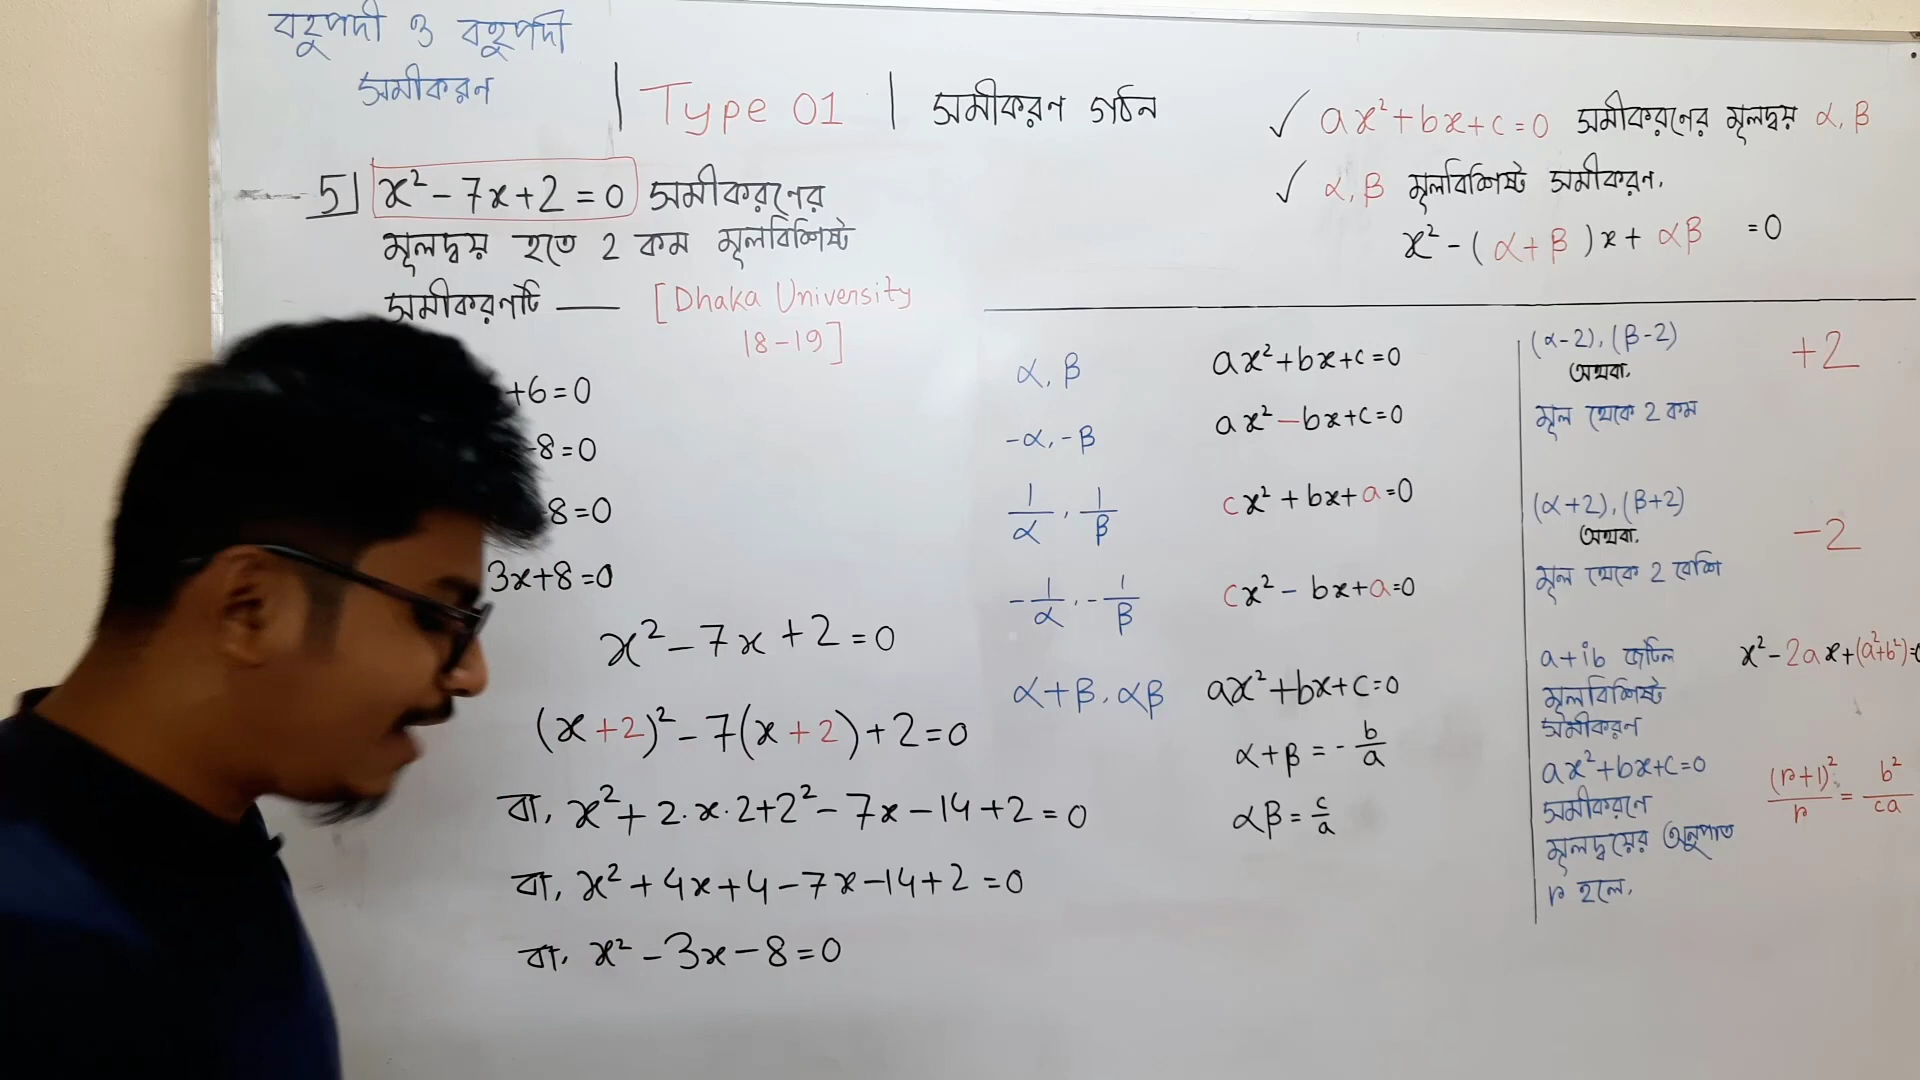 বহুপদী ও বহুপদী
সমীকরণ
| Type 01 | সমীকরণ গঠন
5] x² - 7x + 2 = 0 সমীকরণের
মূলদ্বয় হতে 2 কম মূলবিশিষ্ট
সমীকরণটি —— [Dhaka University
18-19]
+6=0
-8=0
8=0
3x+8=0
x² - 7x + 2 = 0
(x+2)² - 7(x+2) + 2 = 0
বা, x² + 2·x·2 + 2² - 7x - 14 + 2 = 0
বা, x² + 4x + 4 - 7x - 14 + 2 = 0
বা, x² - 3x - 8 = 0
✓ ax² + bx + c = 0 সমীকরণের মূলদ্বয় α, β
✓ α, β মূলবিশিষ্ট সমীকরণ,
x² - (α + β)x + αβ = 0
α, β ax² + bx + c = 0
-α, -β ax² - bx + c = 0
1/α, 1/β cx² + bx + a = 0
-1/α, -1/β cx² - bx + a = 0
α+β, αβ ax² + bx + c = 0
α + β = - b/a
αβ = c/a
(α-2), (β-2) +2
অথবা,
মূল থেকে 2 কম
(α+2), (β+2) -2
অথবা,
মূল থেকে 2 বেশি
a+ib জটিল x² - 2ax + (a²+b²) =0
মূলবিশিষ্ট
সমীকরণ
ax² + bx + c = 0
সমীকরণে (r+1)²/r = b²/ca
মূলদ্বয়ের অনুপাত
r হলে,